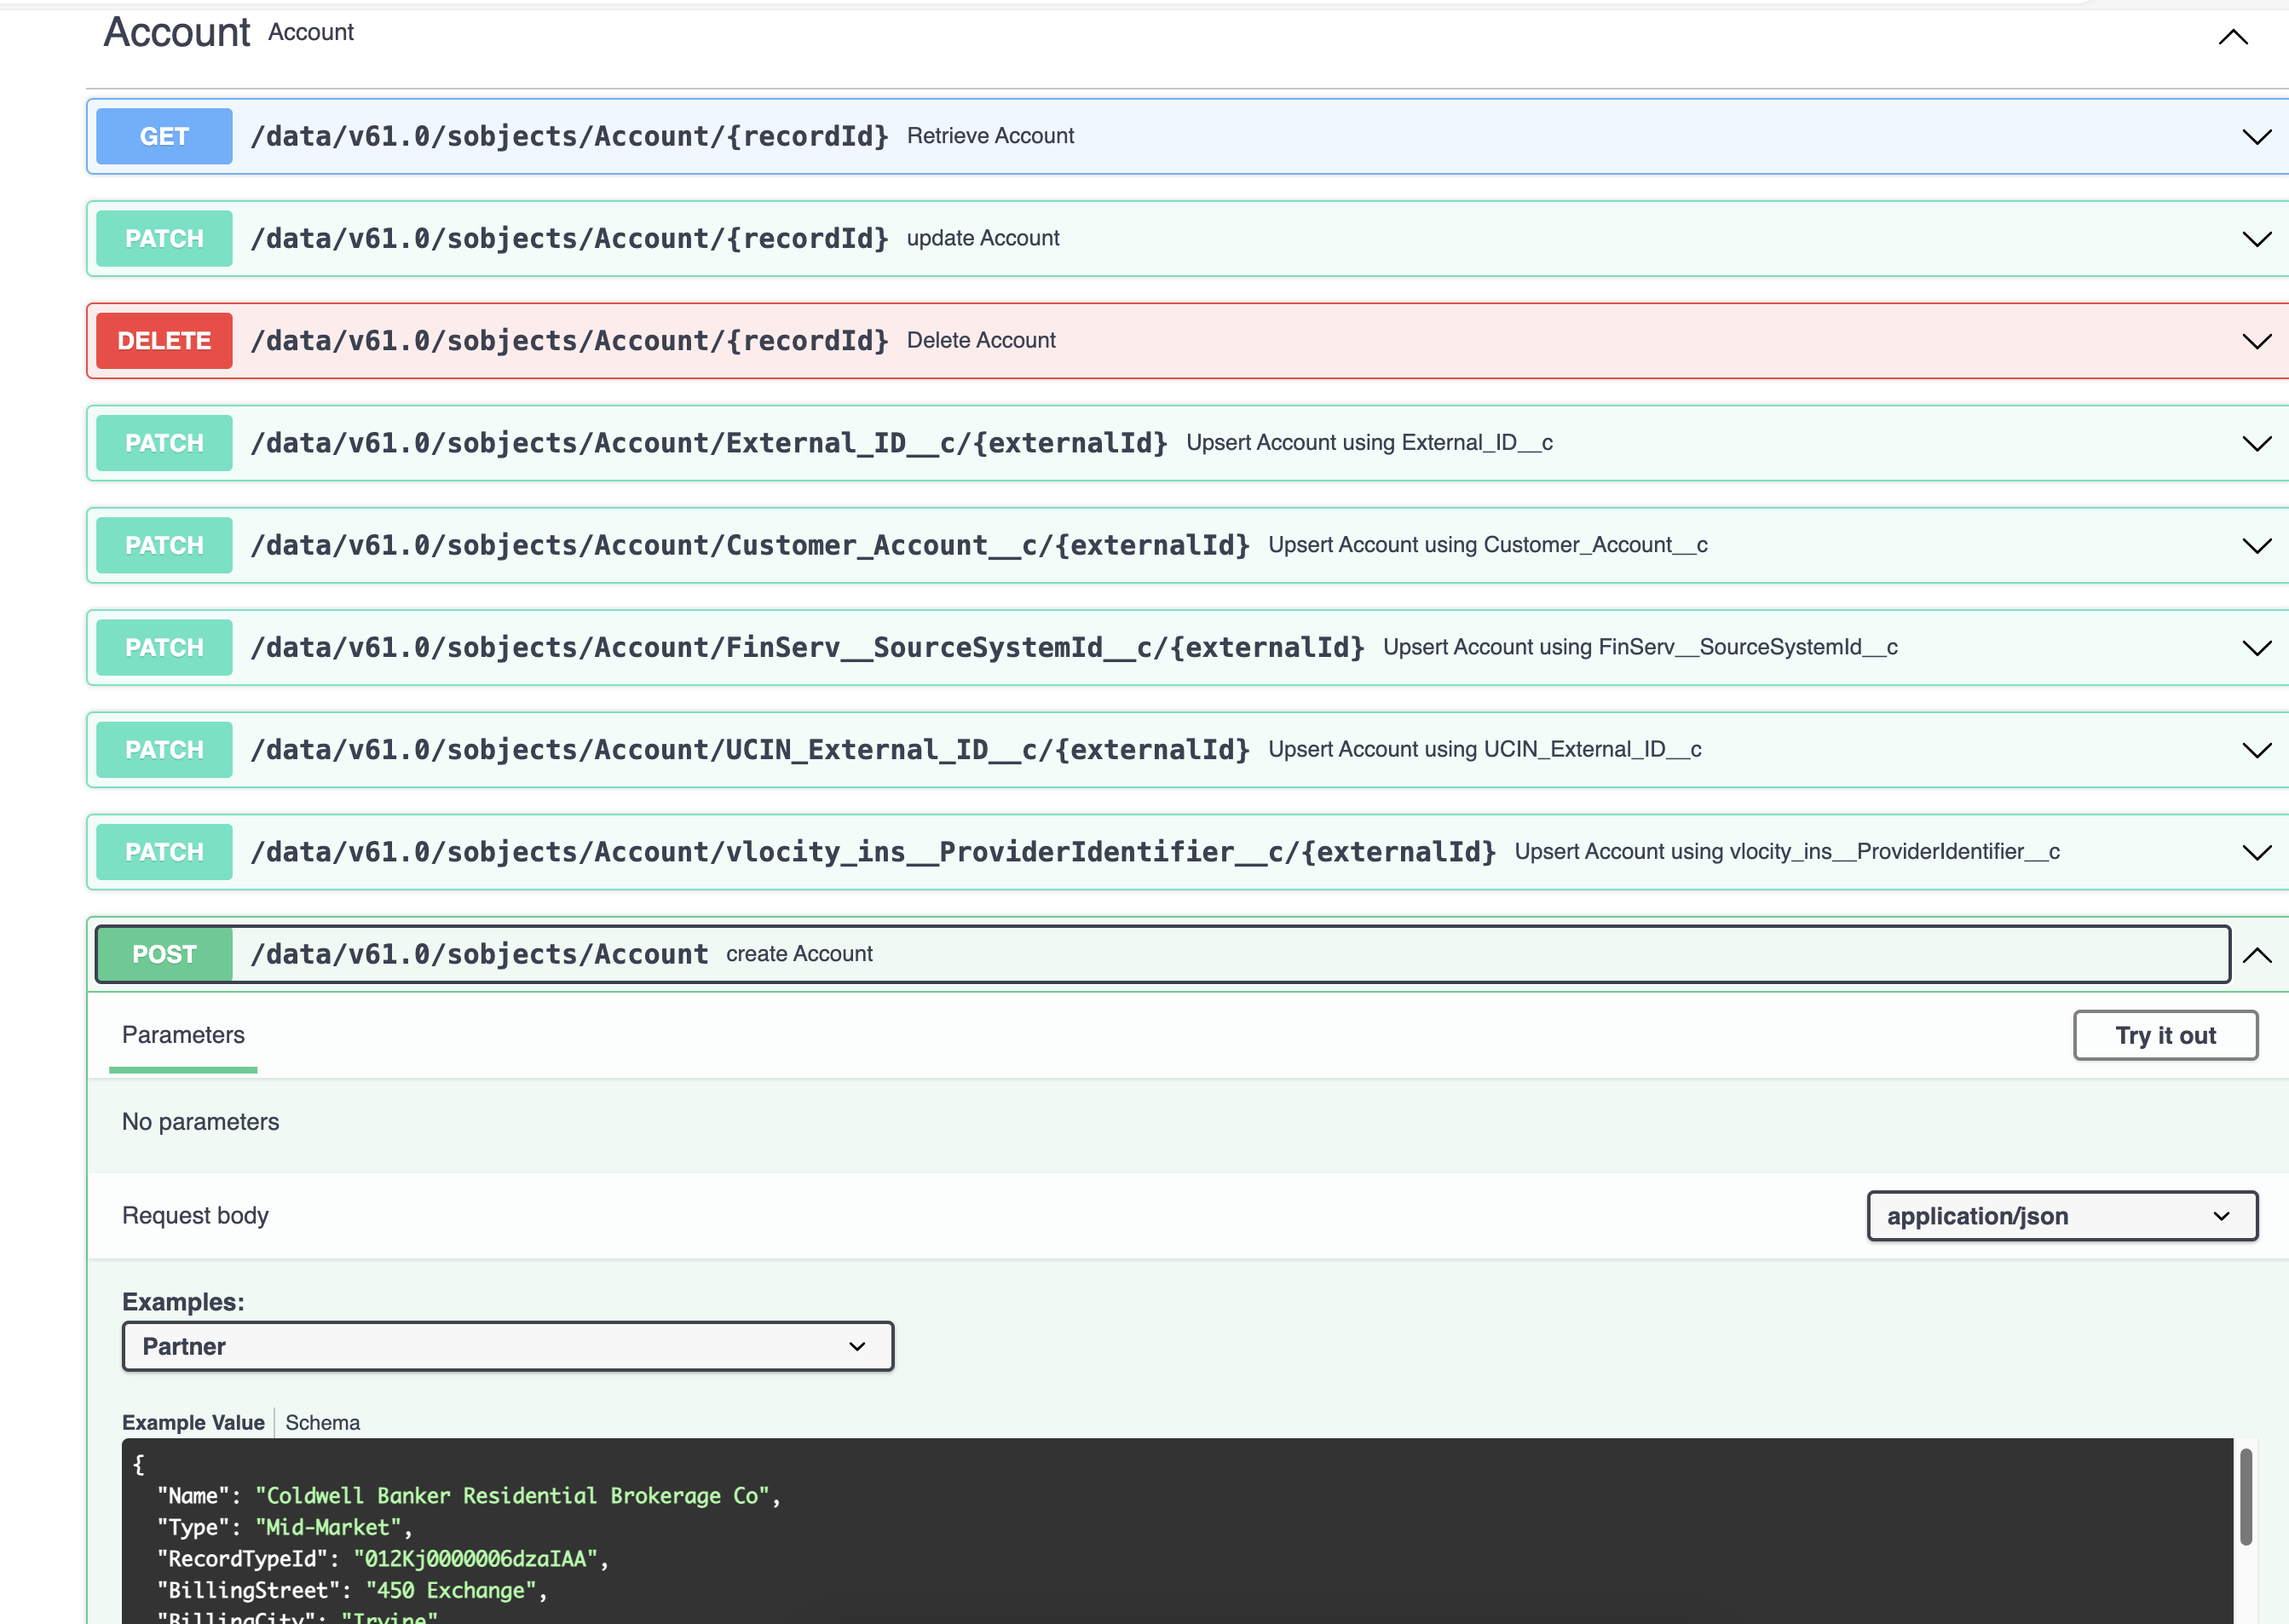 Account Account
GET /data/v61.0/sobjects/Account/{recordId} Retrieve Account
PATCH /data/v61.0/sobjects/Account/{recordId} update Account
DELETE /data/v61.0/sobjects/Account/{recordId} Delete Account
PATCH /data/v61.0/sobjects/Account/External_ID__c/{externalId} Upsert Account using External_ID__c
PATCH /data/v61.0/sobjects/Account/Customer_Account__c/{externalId} Upsert Account using Customer_Account__c
PATCH /data/v61.0/sobjects/Account/FinServ__SourceSystemId__c/{externalId} Upsert Account using FinServ__SourceSystemId__c
PATCH /data/v61.0/sobjects/Account/UCIN_External_ID__c/{externalId} Upsert Account using UCIN_External_ID__c
PATCH /data/v61.0/sobjects/Account/vlocity_ins__ProviderIdentifier__c/{externalId} Upsert Account using vlocity_ins__ProviderIdentifier__c
POST /data/v61.0/sobjects/Account create Account
Parameters
Try it out
No parameters
Request body
application/json
Examples:
Partner
Example Value Schema
{
"Name": "Coldwell Banker Residential Brokerage Co",
"Type": "Mid-Market",
"RecordTypeId": "012Kj0000006dzaIAA",
"BillingStreet": "450 Exchange",
"BillingCity": "Irvine"